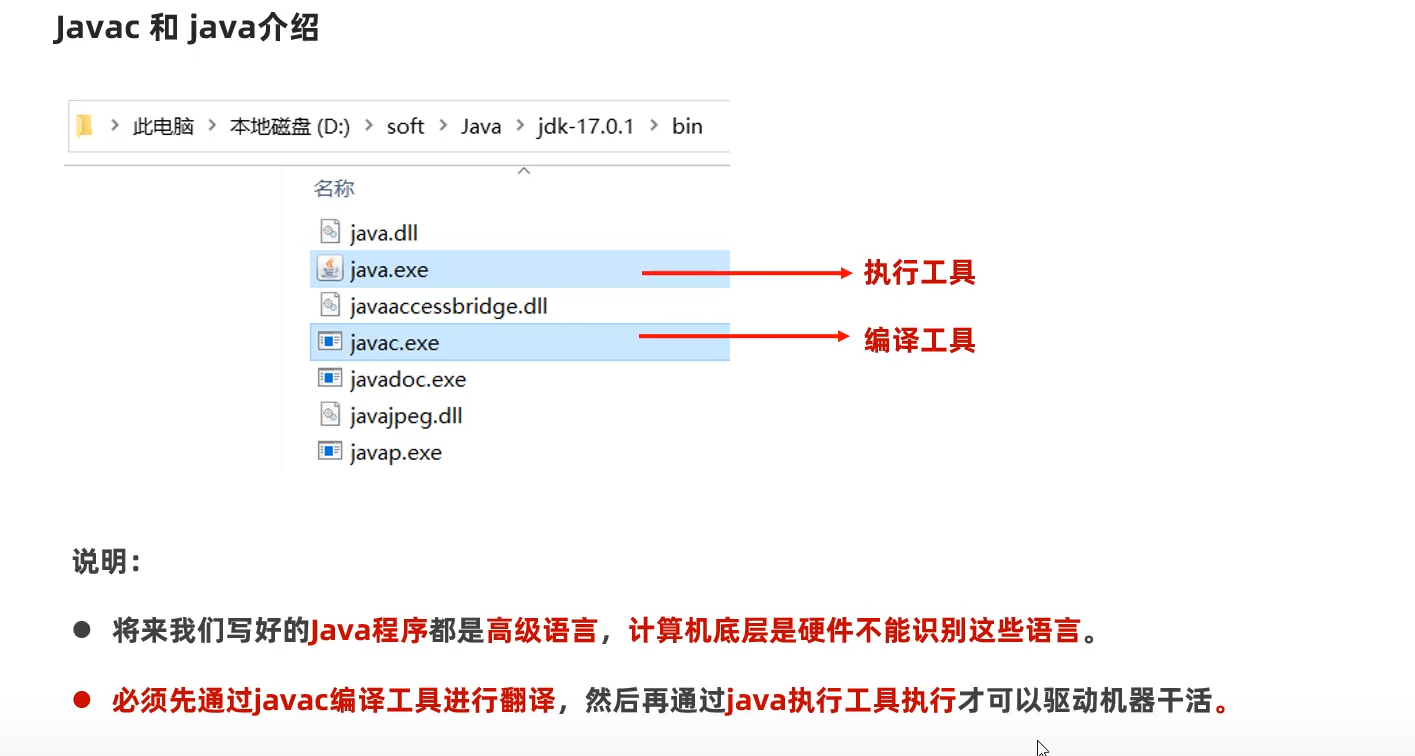 Javac 和 java介绍
此电脑 > 本地磁盘 (D:) > soft > Java > jdk-17.0.1 > bin
名称
java.dll
java.exe
执行工具
javaaccessbridge.dll
javac.exe
编译工具
javadoc.exe
javajpeg.dll
javap.exe
说明：
● 将来我们写好的Java程序都是高级语言，计算机底层是硬件不能识别这些语言。
● 必须先通过javac编译工具进行翻译，然后再通过java执行工具执行才可以驱动机器干活。